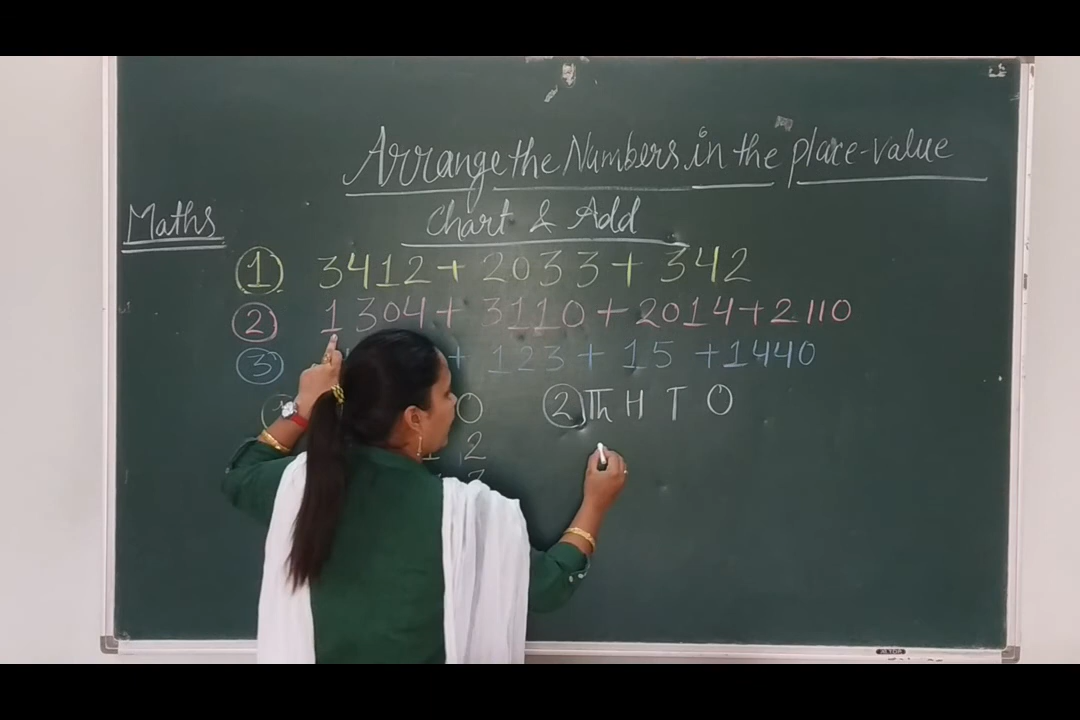 Arrange the Numbers in the place-value
Chart & Add
Maths
1 3412 + 2033 + 342
2 1304 + 3110 + 2014 + 2110
3 + 123 + 15 + 1440
O 2 Th H T O
1 2